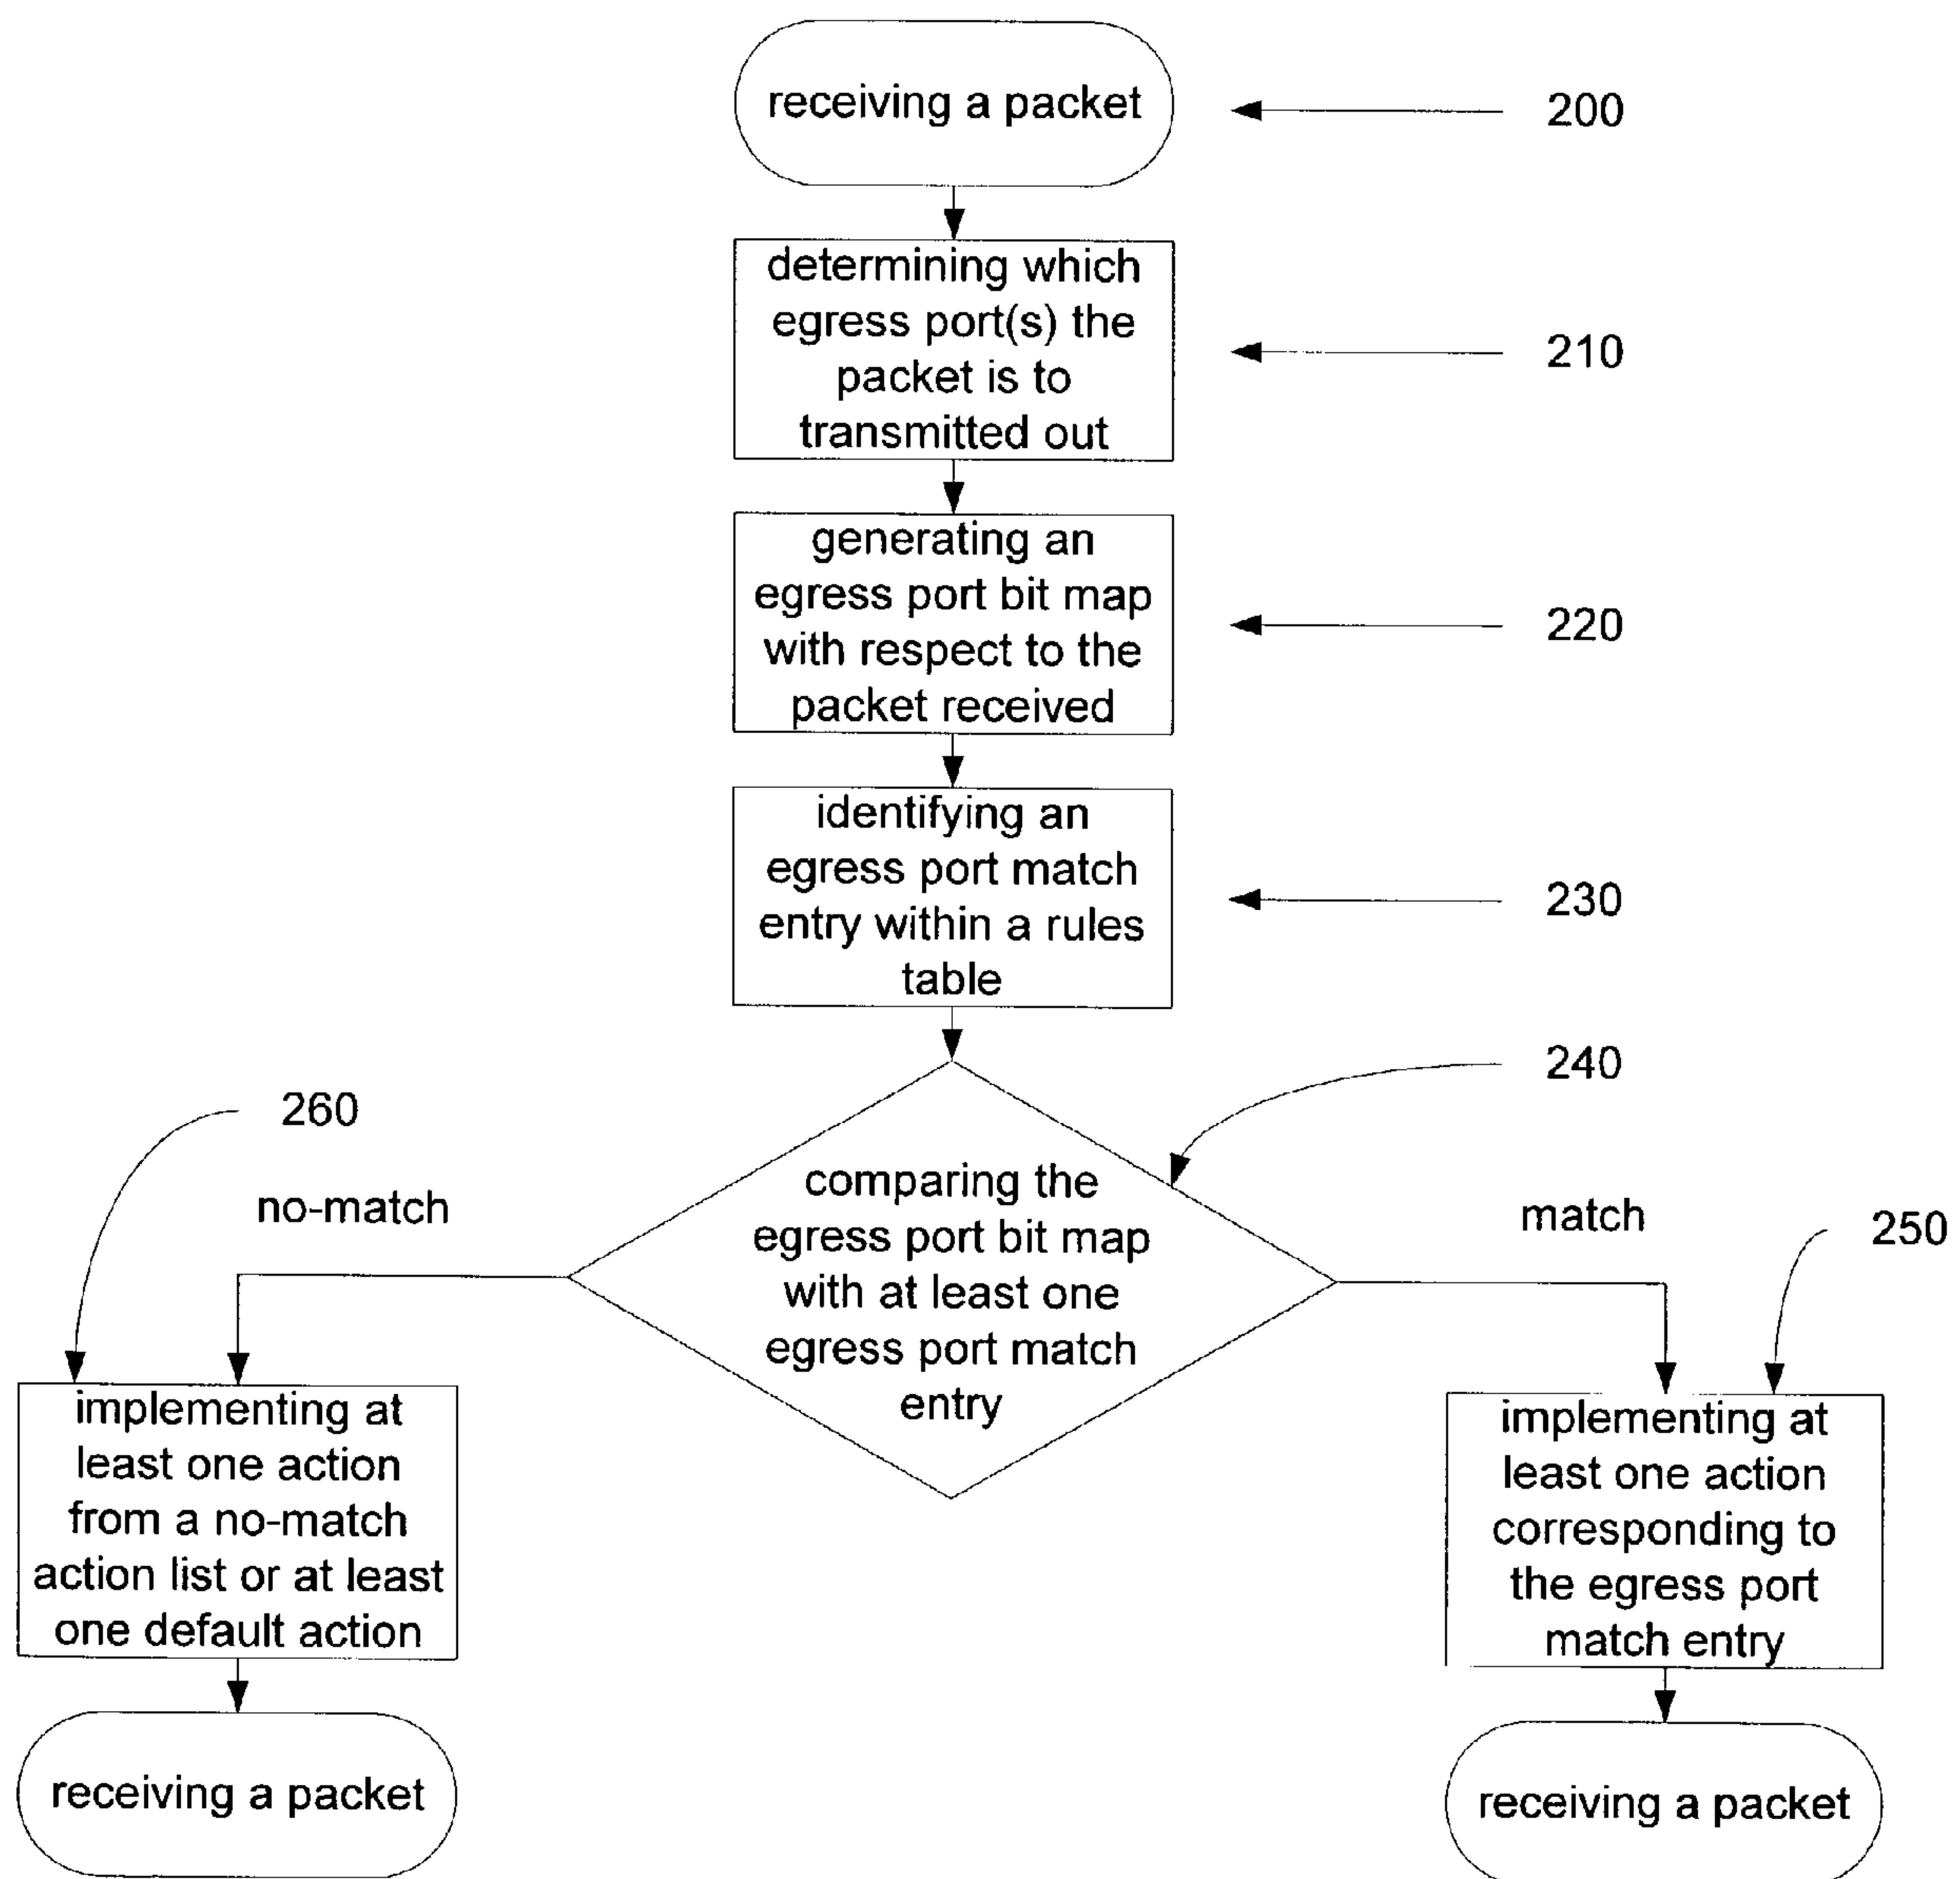 receiving a packet
200
determining which
egress port(s) the
packet is to
transmitted out
210
generating an
egress port bit map
with respect to the
packet received
220
identifying an
egress port match
entry within a rules
table
230
240
260
comparing the
egress port bit map
with at least one
egress port match
entry
no-match
match
250
implementing at
least one action
from a no-match
action list or at least
one default action
implementing at
least one action
corresponding to
the egress port
match entry
receiving a packet
receiving a packet